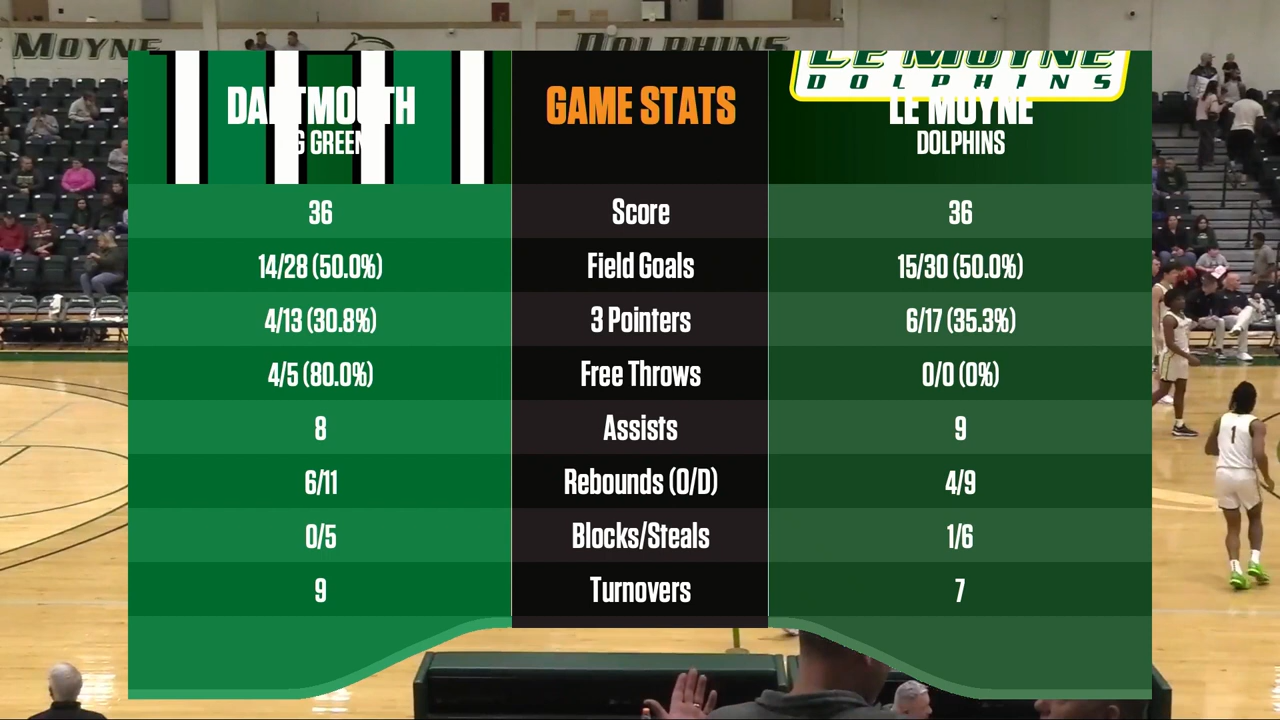 MOYNE
DOLPHINS
LE MOYNE
DOLPHINS
DARTMOUTH
GAME STATS
LE MOYNE
G GREEN
DOLPHINS
36 Score 36
14/28 (50.0%) Field Goals 15/30 (50.0%)
4/13 (30.8%) 3 Pointers 6/17 (35.3%)
4/5 (80.0%) Free Throws 0/0 (0%)
8 Assists 9
6/11 Rebounds (O/D) 4/9
0/5 Blocks/Steals 1/6
9 Turnovers 7
1